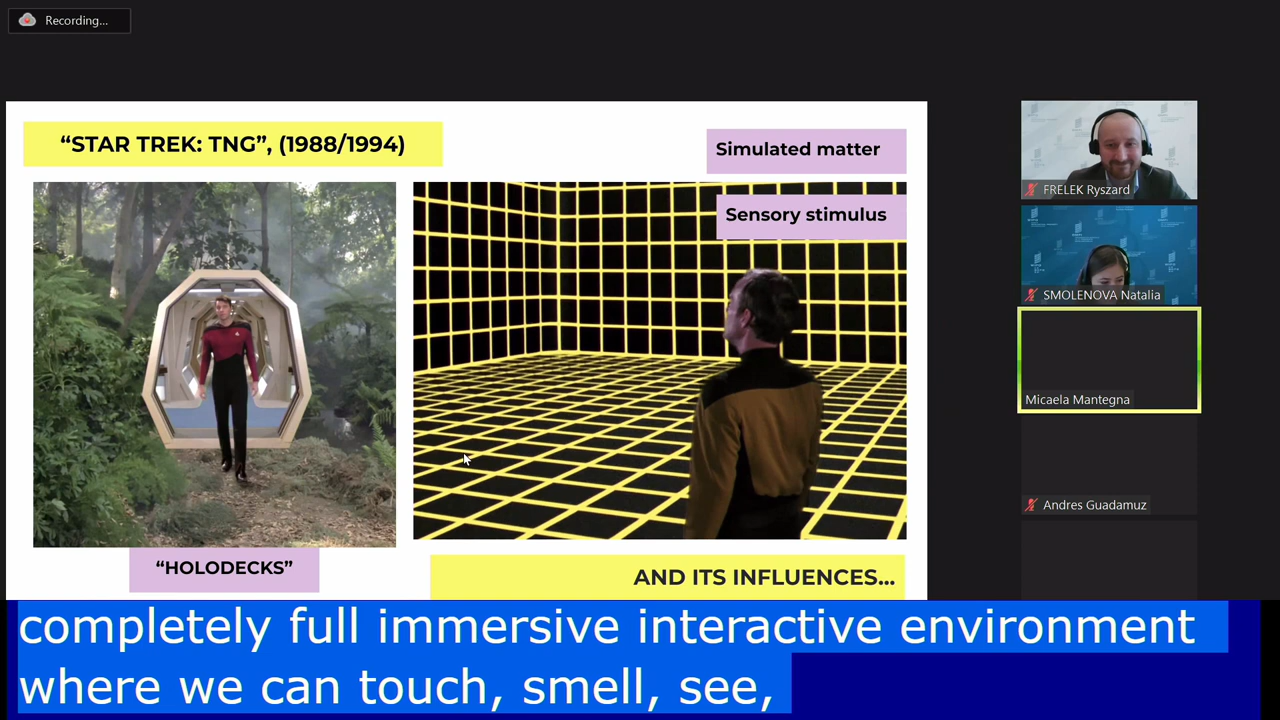 Recording...
“STAR TREK: TNG”, (1988/1994)
Simulated matter
Sensory stimulus
“HOLODECKS”
AND ITS INFLUENCES...
FRELEK Ryszard
SMOLENOVA Natalia
Micaela Mantegna
Andres Guadamuz
completely full immersive interactive environment
where we can touch, smell, see,